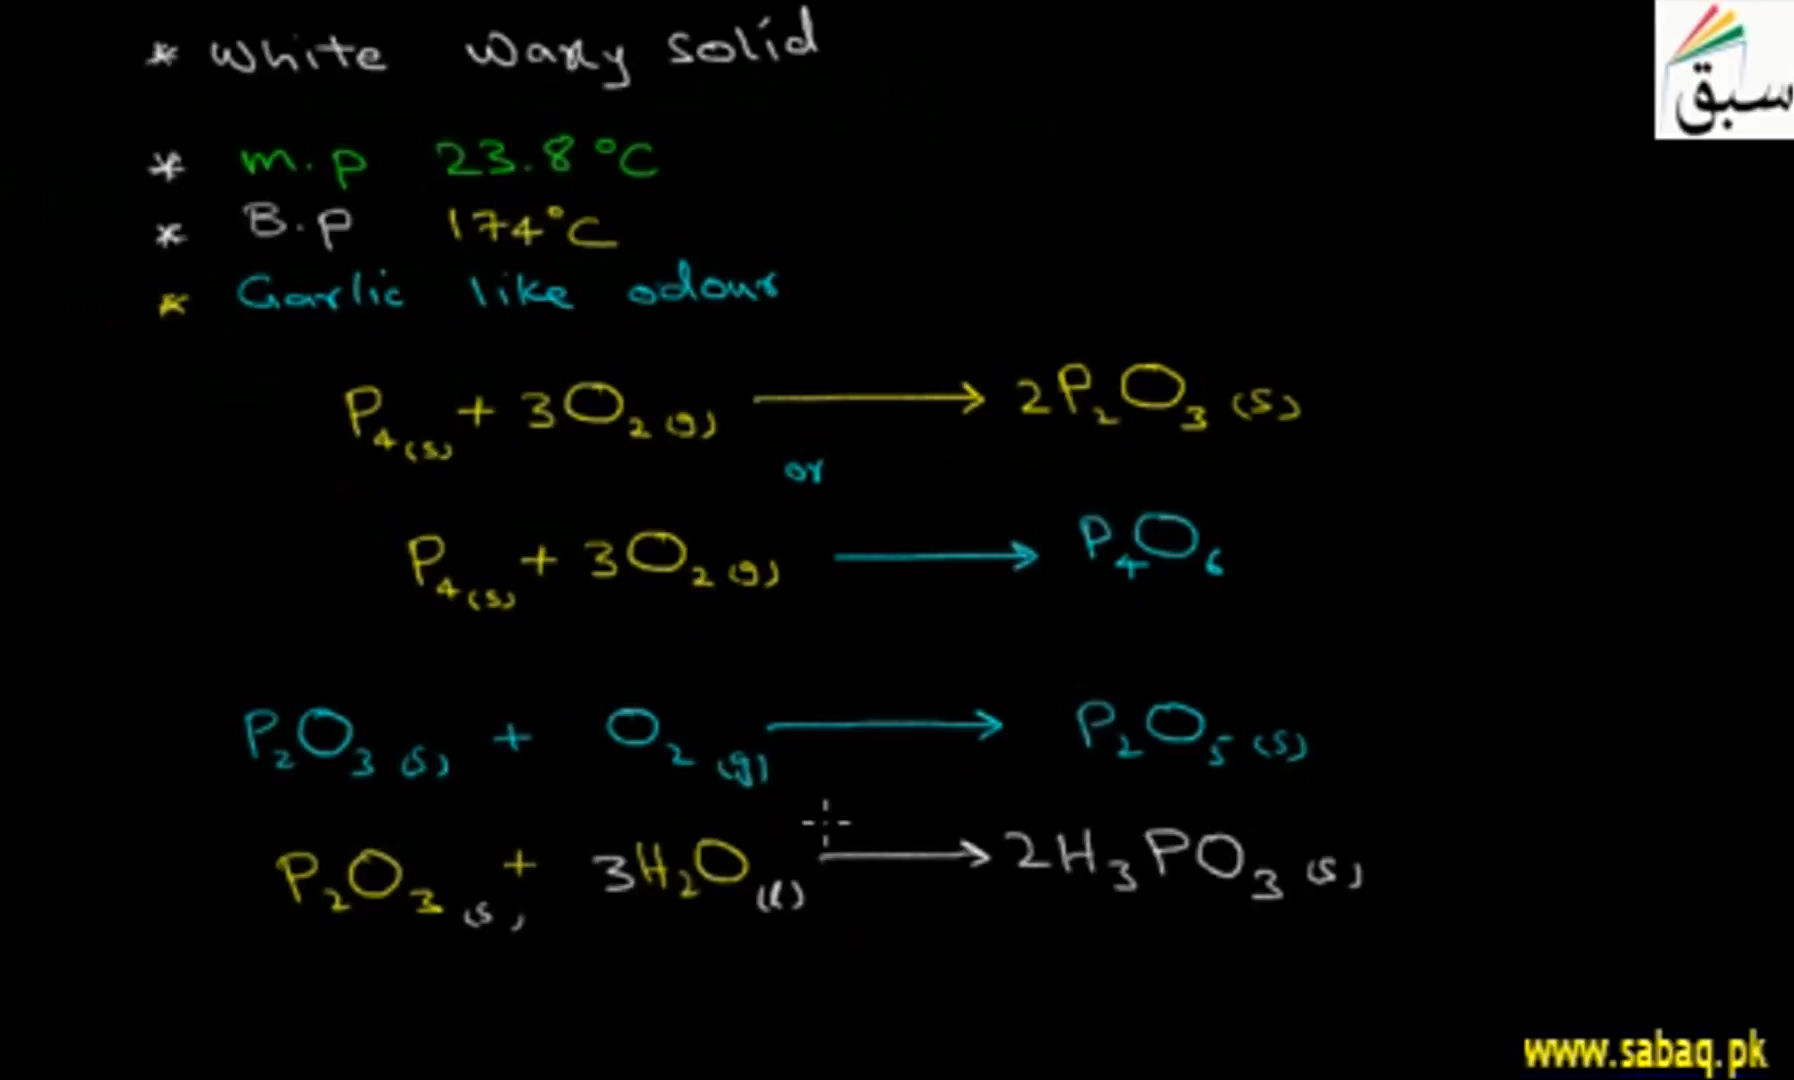 * White Waxy solid
سبق
* m.p 23.8°C
* B.p 174°C
* Garlic like odour
P₄(s) + 3O₂(g) ⟶ 2P₂O₃(s)
or
P₄(s) + 3O₂(g) ⟶ P₄O₆
P₂O₃(s) + O₂(g) ⟶ P₂O₅(s)
P₂O₃(s) + 3H₂O(l) ⟶ 2H₃PO₃(s)
www.sabaq.pk